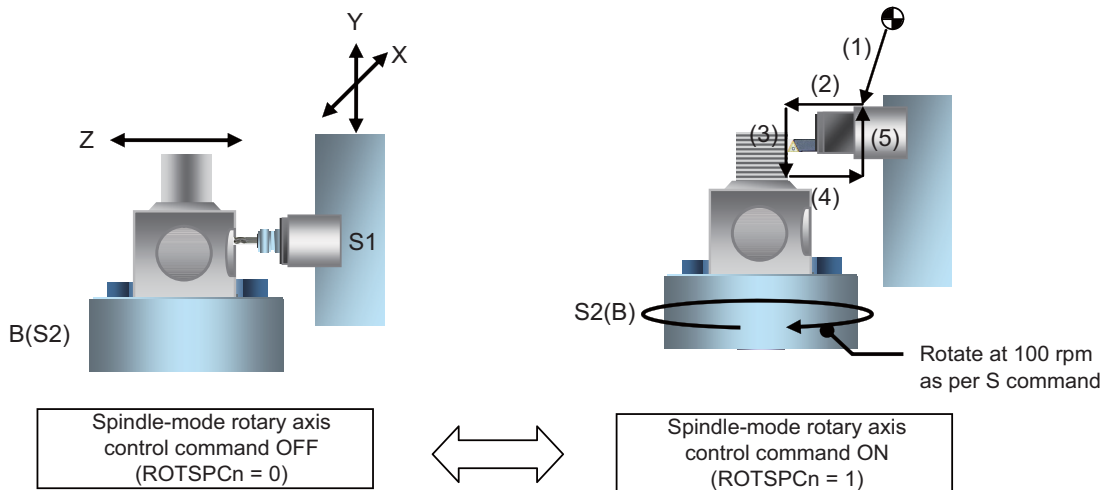 Y
X
Z
S1
B(S2)
Spindle-mode rotary axis
control command OFF
(ROTSPCn = 0)
(1)
(2)
(3)
(5)
(4)
S2(B)
Rotate at 100 rpm
as per S command
Spindle-mode rotary axis
control command ON
(ROTSPCn = 1)